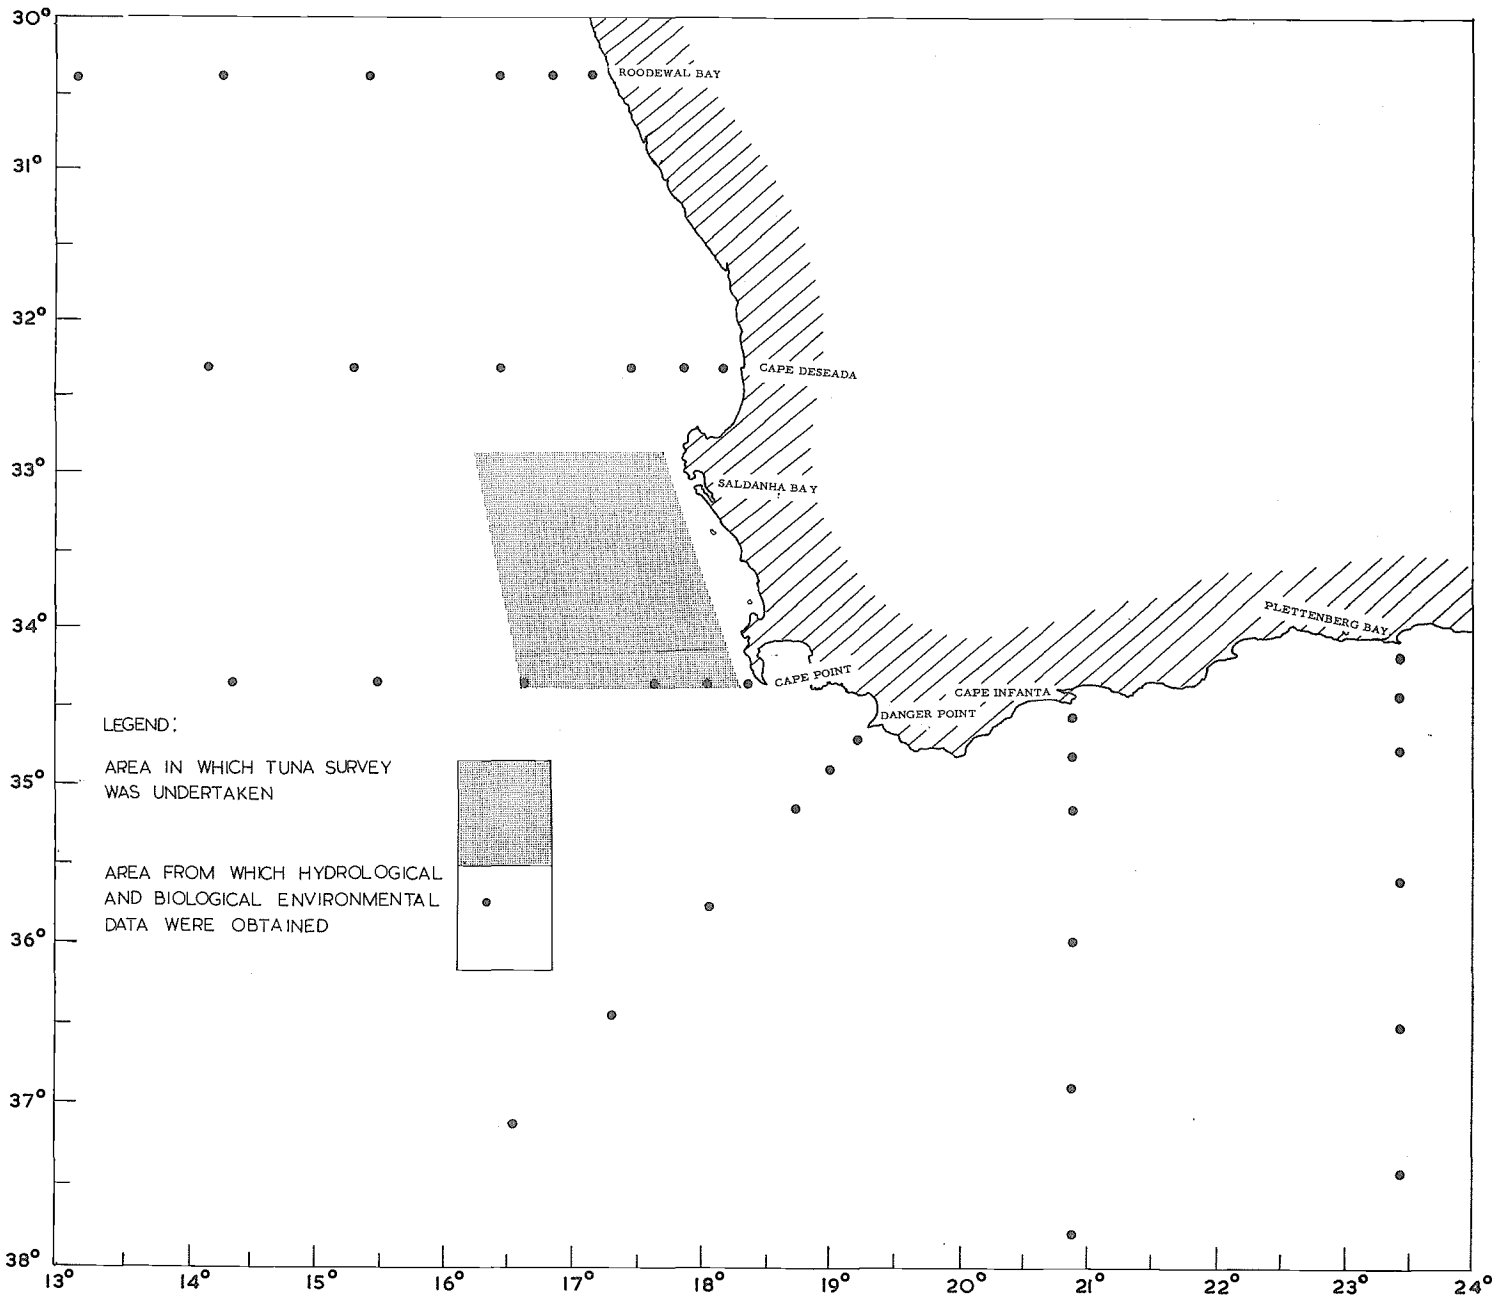 30°
ROODEWAL BAY
31°
32°
CAPE DESEADA
33°
SALDANHA BAY
34°
PLETTENBERG BAY
CAPE POINT
CAPE INFANTA
DANGER POINT
LEGEND:
AREA IN WHICH TUNA SURVEY
WAS UNDERTAKEN
35°
AREA FROM WHICH HYDROLOGICAL
AND BIOLOGICAL ENVIRONMENTAL
DATA WERE OBTAINED
36°
37°
38°
13° 14° 15° 16° 17° 18° 19° 20° 21° 22° 23° 24°